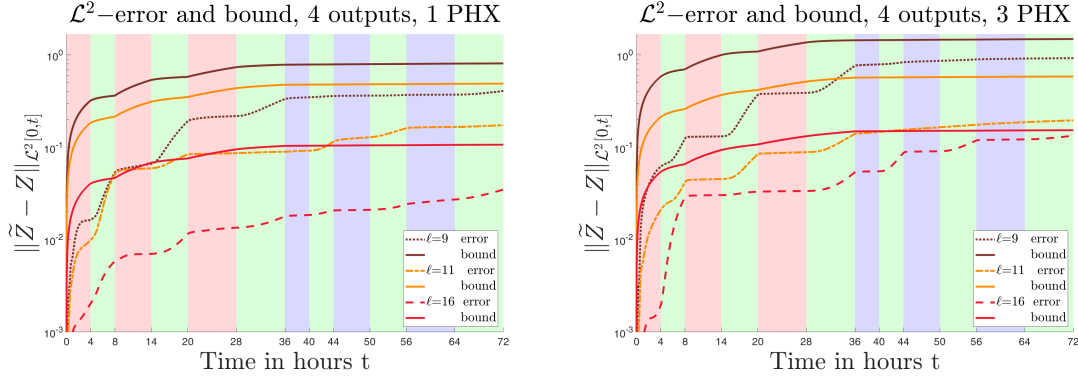 𝓛²−error and bound, 4 outputs, 1 PHX
‖Z̃ − Z‖𝓛²[0,t]
10⁰
10⁻¹
10⁻²
10⁻³
ℓ=9 error
bound
ℓ=11 error
bound
ℓ=16 error
bound
0 4 8 14 20 28 36 40 44 50 56 64 72
Time in hours t
𝓛²−error and bound, 4 outputs, 3 PHX
‖Z̃ − Z‖𝓛²[0,t]
10⁰
10⁻¹
10⁻²
10⁻³
ℓ=9 error
bound
ℓ=11 error
bound
ℓ=16 error
bound
0 4 8 14 20 28 36 40 44 50 56 64 72
Time in hours t